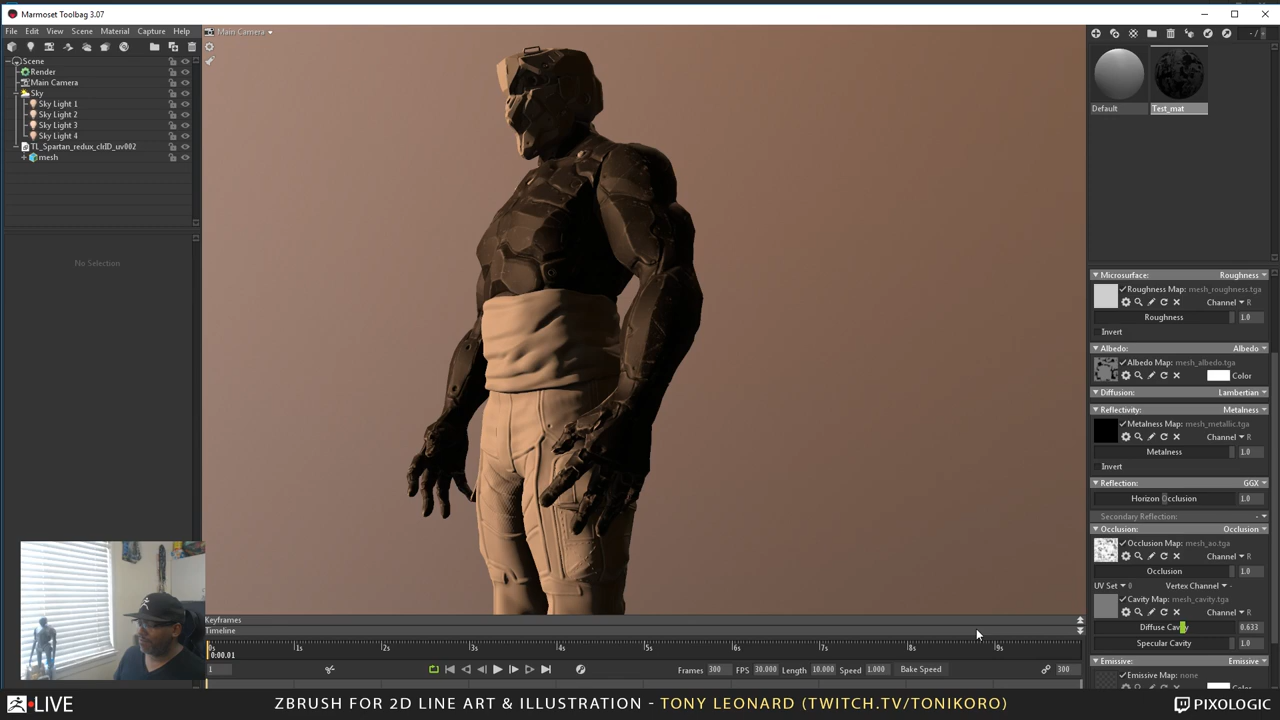 Marmoset Toolbag 3.07
File Edit View Scene Material Capture Help
Main Camera
Scene
Render
Main Camera
Sky
Sky Light 1
Sky Light 2
Sky Light 3
Sky Light 4
TL_Spartan_redux_clrID_uv002
mesh
No Selection
Default
Test_mat
Microsurface: Roughness
Roughness Map: mesh_roughness.tga
Channel R
Roughness 1.0
Invert
Albedo: Albedo
Albedo Map: mesh_albedo.tga
Color
Diffusion: Lambertian
Reflectivity: Metalness
Metalness Map: mesh_metallic.tga
Channel R
Metalness 1.0
Invert
Reflection: GGX
Horizon Occlusion 1.0
Secondary Reflection: -
Occlusion: Occlusion
Occlusion Map: mesh_ao.tga
Channel R
Occlusion 1.0
UV Set 0 Vertex Channel -
Cavity Map: mesh_cavity.tga
Channel R
Diffuse Cavity 0.633
Specular Cavity 1.0
Emissive: Emissive
Emissive Map: none
Keyframes
Timeline
0s 1s 2s 3s 4s 5s 6s 7s 8s 9s
0:00.01
1 Frames 300 FPS 30.000 Length 10.000 Speed 1.000 Bake Speed 300
LIVE ZBRUSH FOR 2D LINE ART & ILLUSTRATION - TONY LEONARD (TWITCH.TV/TONIKORO) PIXOLOGIC